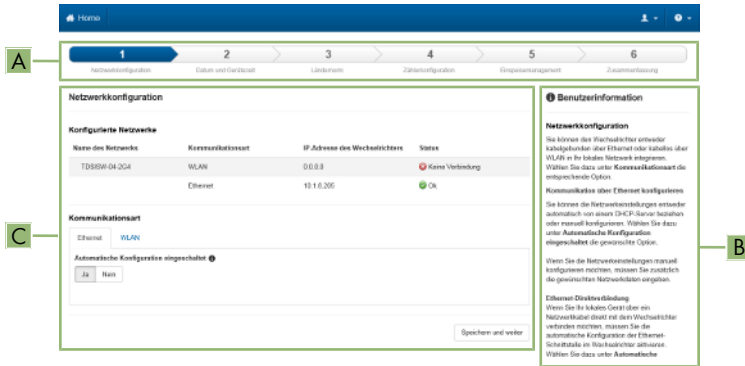 Home
A
1 2 3 4 5 6
Netzwerkkonfiguration Datum und Gerätezeit Ländernorm Zählerkonfiguration Einspeisemanagement Zusammenfassung
Netzwerkkonfiguration
Konfigurierte Netzwerke
Name des Netzwerks Kommunikationsart IP-Adresse des Wechselrichters Status
TDSISW-04-2G4 WLAN 0.0.0.0 Keine Verbindung
Ethernet 10.1.6.205 Ok
C
Kommunikationsart
Ethernet WLAN
Automatische Konfiguration eingeschaltet
Ja Nein
Speichern und weiter
Benutzerinformation
Netzwerkkonfiguration
Sie können den Wechselrichter entweder
kabelgebunden über Ethernet oder kabellos über
WLAN in Ihr lokales Netzwerk integrieren.
Wählen Sie dazu unter Kommunikationsart die
entsprechende Option.
Kommunikation über Ethernet konfigurieren
Sie können die Netzwerkeinstellungen entweder
automatisch von einem DHCP-Server beziehen
oder manuell konfigurieren. Wählen Sie dazu
unter Automatische Konfiguration
eingeschaltet die gewünschte Option.
B
Wenn Sie die Netzwerkeinstellungen manuell
konfigurieren möchten, müssen Sie zusätzlich
die gewünschten Netzwerkdaten eingeben.
Ethernet-Direktverbindung
Wenn Sie Ihr lokales Gerät über ein
Netzwerkkabel direkt mit dem Wechselrichter
verbinden möchten, müssen Sie die
automatische Konfiguration der Ethernet-
Schnittstelle im Wechselrichter aktivieren.
Wählen Sie dazu unter Automatische